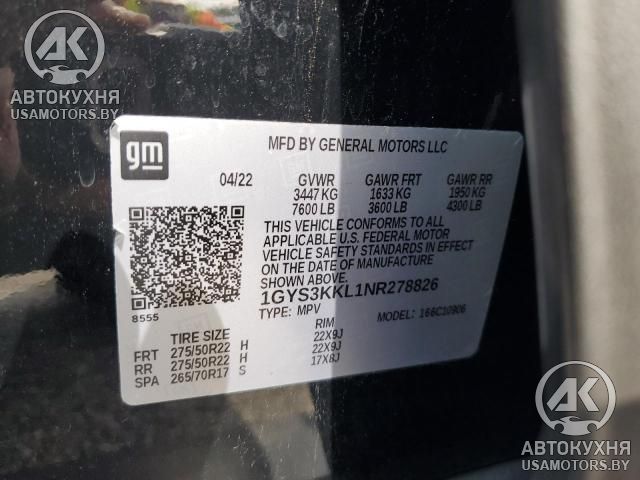 AK
АВТОКУХНЯ
USAMOTORS.BY
gm
MFD BY GENERAL MOTORS LLC
04/22 GVWR GAWR FRT GAWR RR
3447 KG 1633 KG 1950 KG
7600 LB 3600 LB 4300 LB
THIS VEHICLE CONFORMS TO ALL
APPLICABLE U.S. FEDERAL MOTOR
VEHICLE SAFETY STANDARDS IN EFFECT
ON THE DATE OF MANUFACTURE
SHOWN ABOVE.
1GYS3KKL1NR278826
8555
TYPE: MPV MODEL: 166C10906
TIRE SIZE RIM
FRT 275/50R22 H 22X9J
RR 275/50R22 H 22X9J
SPA 265/70R17 S 17X8J
AK
АВТОКУХНЯ
USAMOTORS.BY